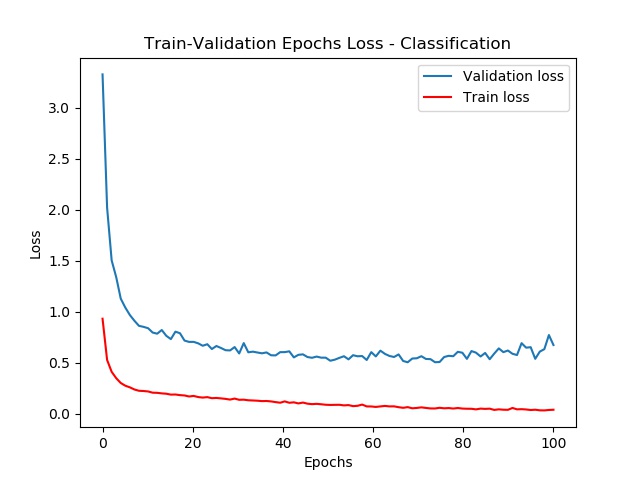 Train-Validation Epochs Loss - Classification
Validation loss
Train loss
Loss
3.0
2.5
2.0
1.5
1.0
0.5
0.0
0 20 40 60 80 100
Epochs